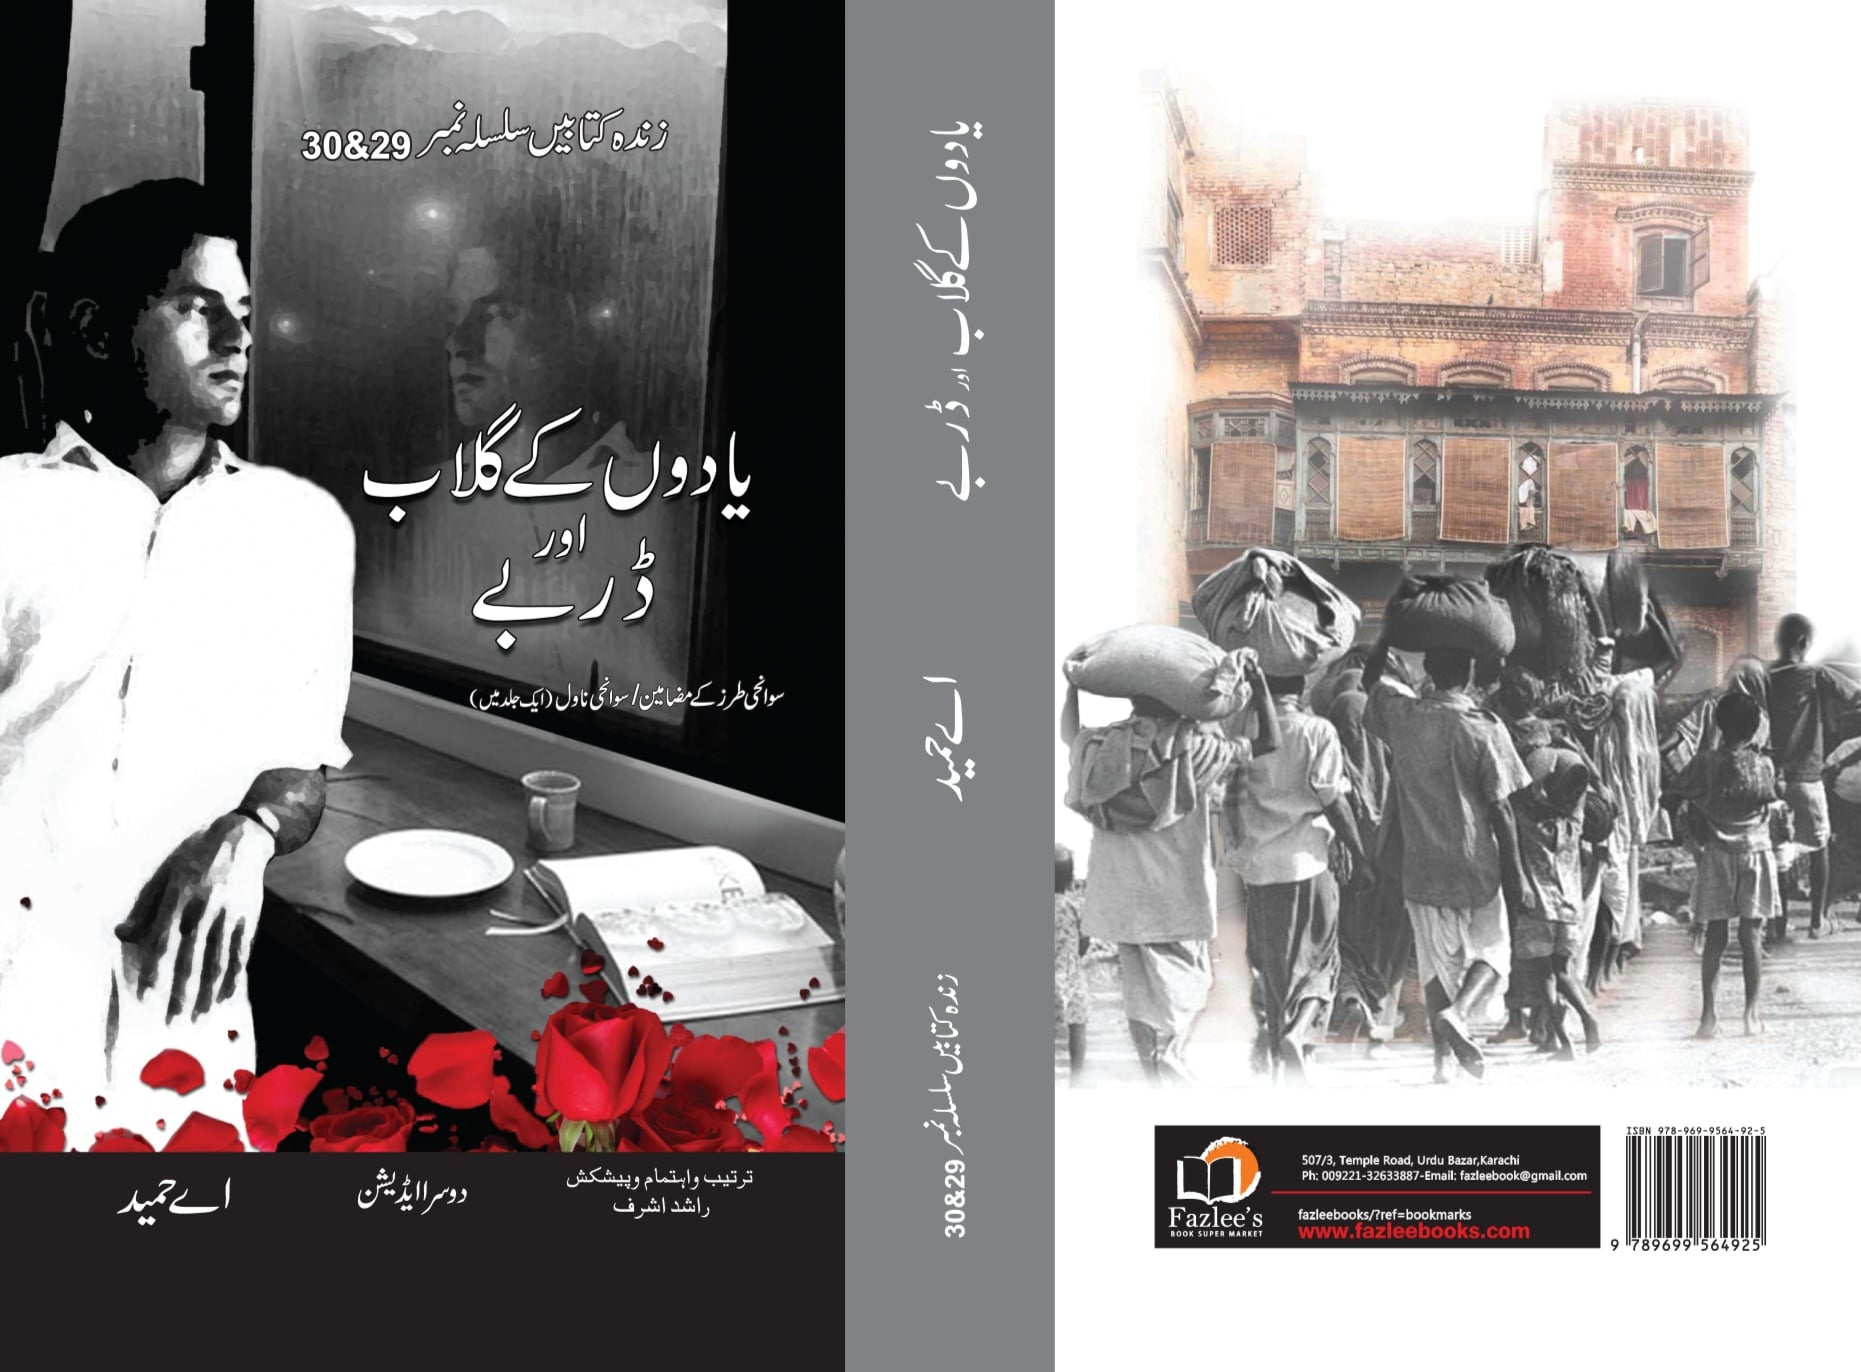 زندہ کتابیں سلسلہ نمبر 29&30
یادوں کے گلاب
اور
ڈربے
سوانحی طرز کے مضامین/سوانحی ناول (ایک جلد میں)
ترتیب واہتمام وپیشکش
راشد اشرف
دوسرا ایڈیشن
اے حمید
یادوں کے گلاب اور ڈربے
اے حمید
زندہ کتابیں سلسلہ نمبر 29&30
Fazlee's
BOOK SUPER MARKET
507/3, Temple Road, Urdu Bazar,Karachi
Ph: 009221-32633887-Email: fazleebook@gmail.com
fazleebooks/?ref=bookmarks
www.fazleebooks.com
ISBN 978-969-9564-92-5
9 789699 564925